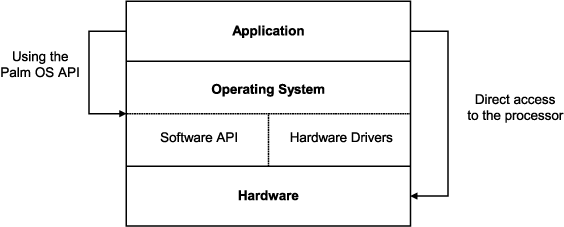 Application
Using the
Palm OS API
Operating System
Direct access
to the processor
Software API
Hardware Drivers
Hardware